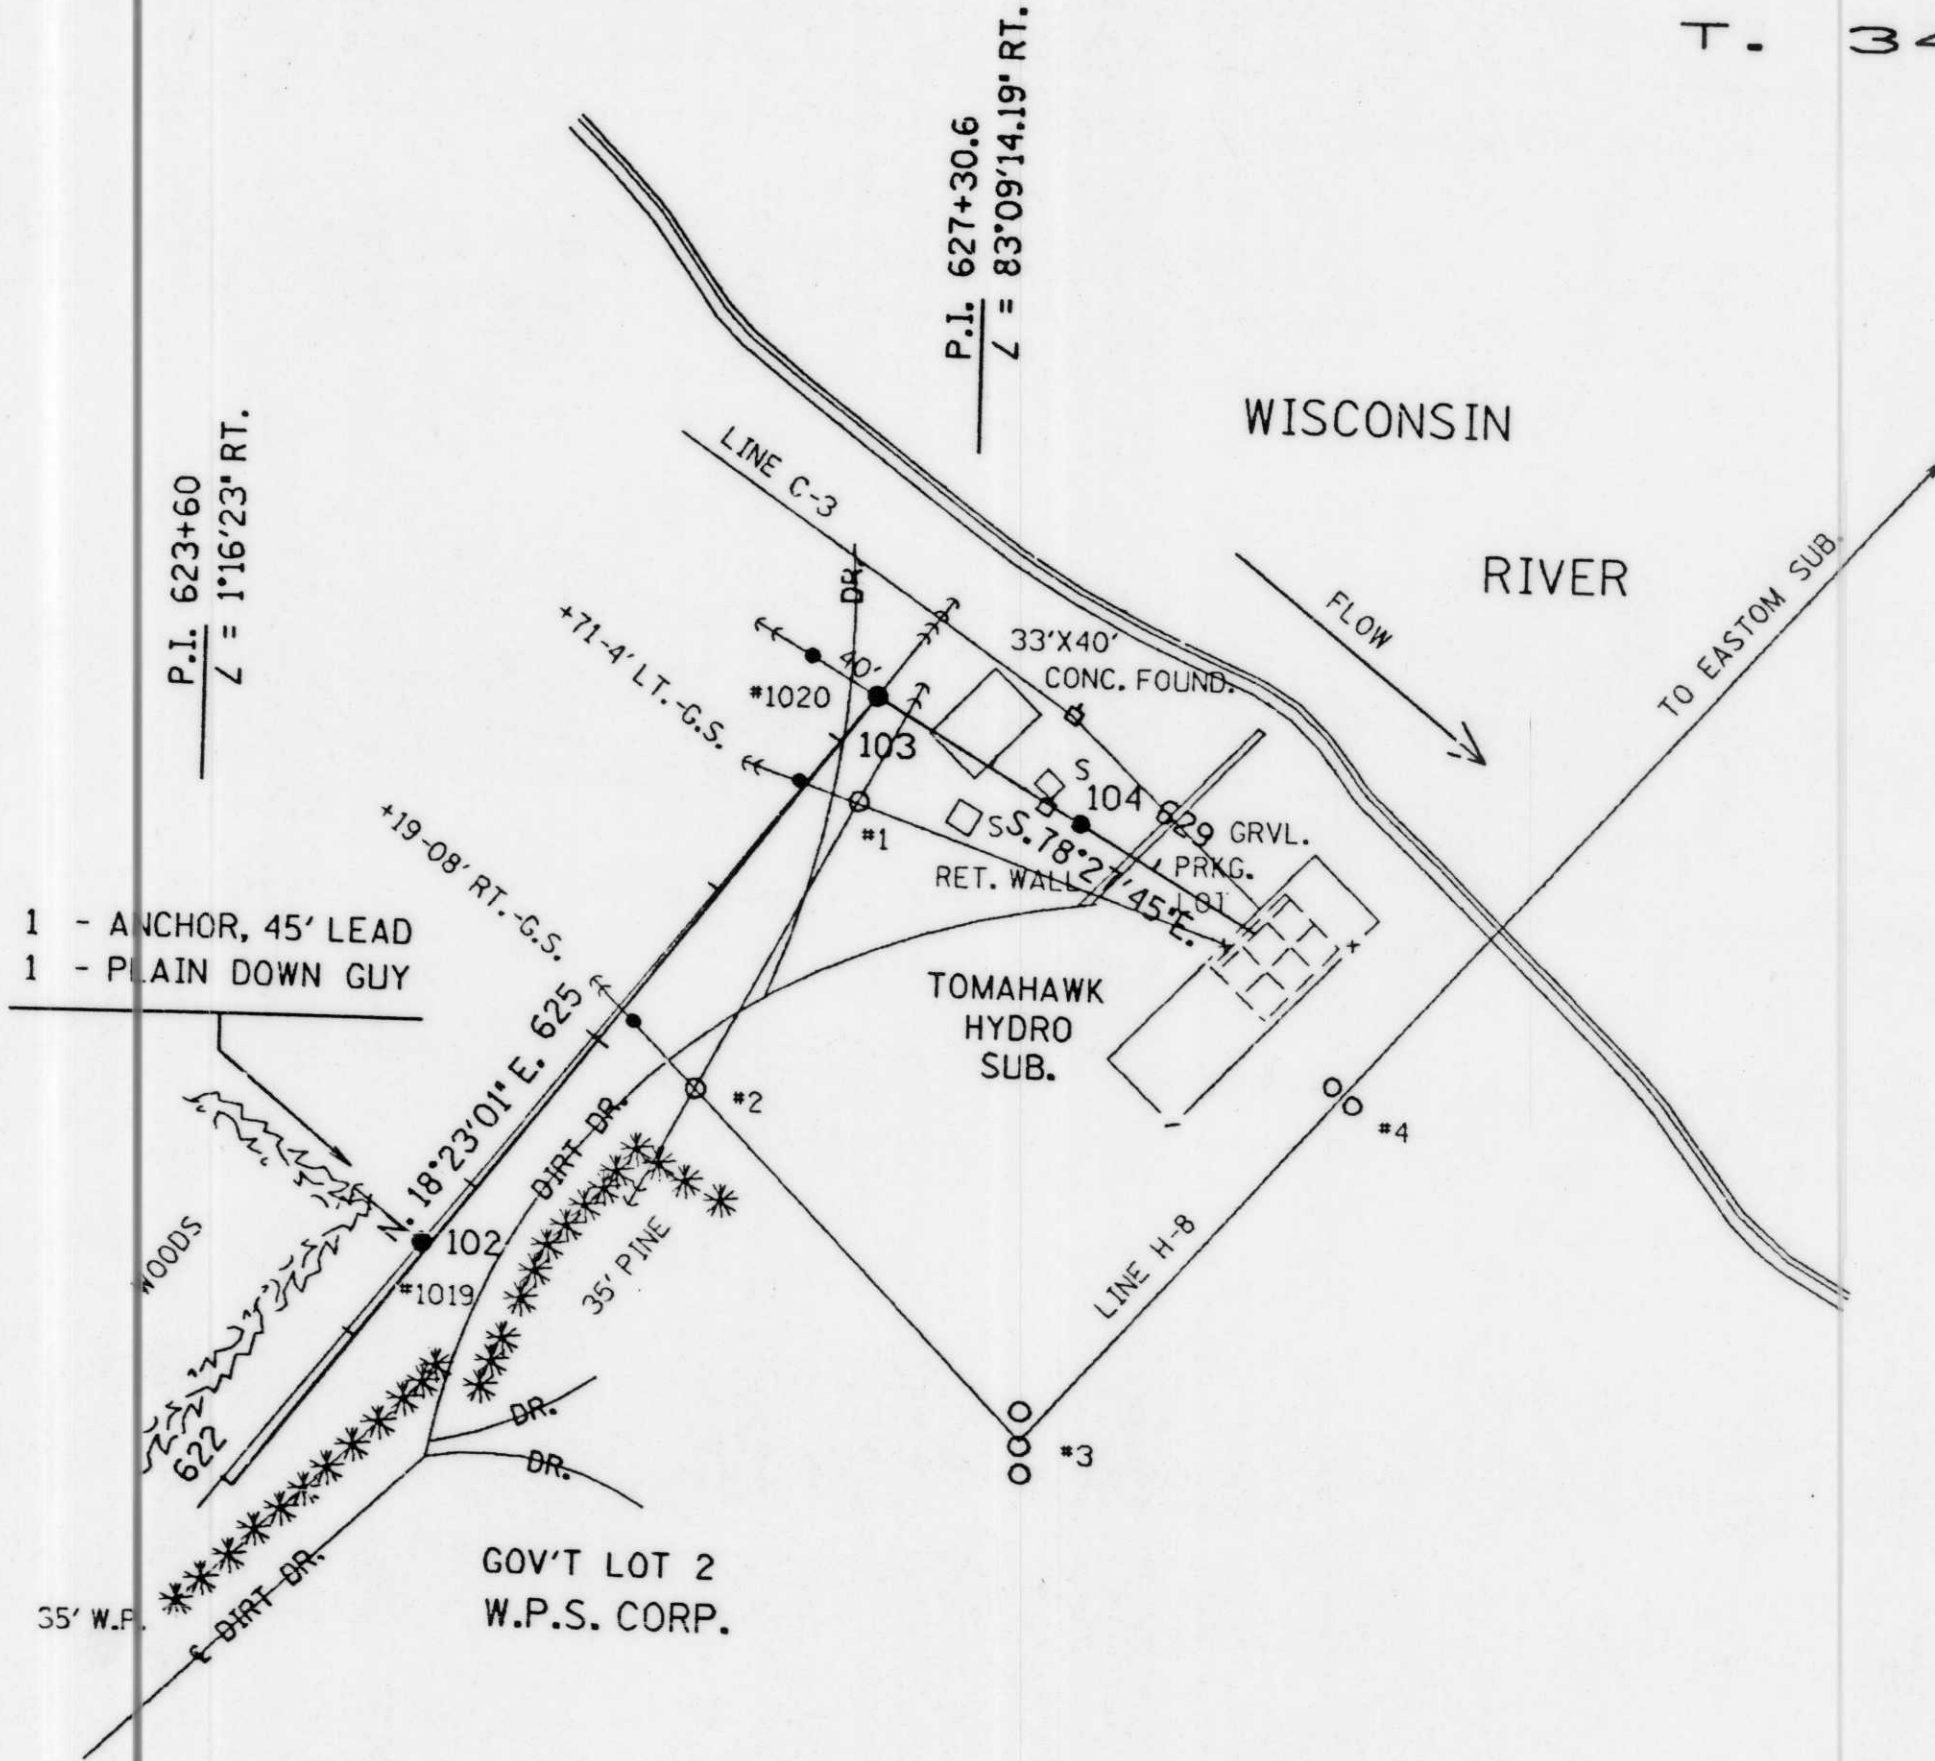 T. 34
P.I. 627+30.6
∠ = 83°09'14.19" RT.
WISCONSIN
RIVER
FLOW
TO EASTOM SUB.
LINE C-3
P.I. 623+60
∠ = 1°16'23" RT.
DR.
+71-4' LT.-G.S.
40'
#1020
103
33'X40'
CONC. FOUND.
S
104
S
#1
629
GRVL.
PRKG.
LOT
RET. WALL
+19-08' RT.-G.S.
1 - ANCHOR, 45' LEAD
1 - PLAIN DOWN GUY
N. 18°23'01" E.
625
TOMAHAWK
HYDRO
SUB.
#2
#4
DIRT DR.
WOODS
102
#1019
35' PINE
LINE H-8
#3
622
DR.
DR.
GOV'T LOT 2
W.P.S. CORP.
35' W.P.
℄ DIRT DR.